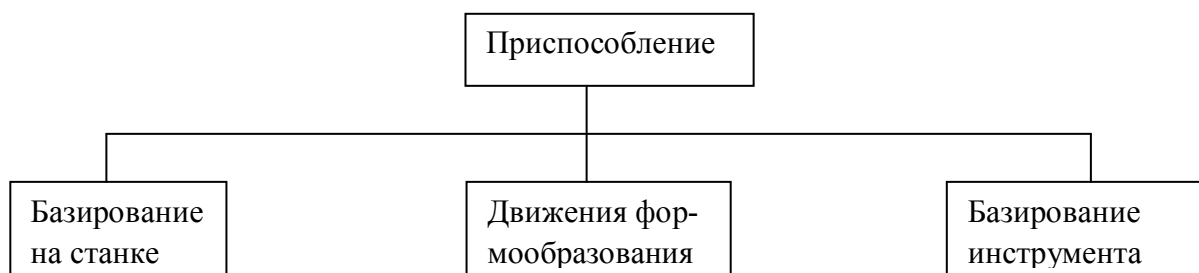 Приспособление
Базирование
на станке
Движения фор-
мообразования
Базирование
инструмента